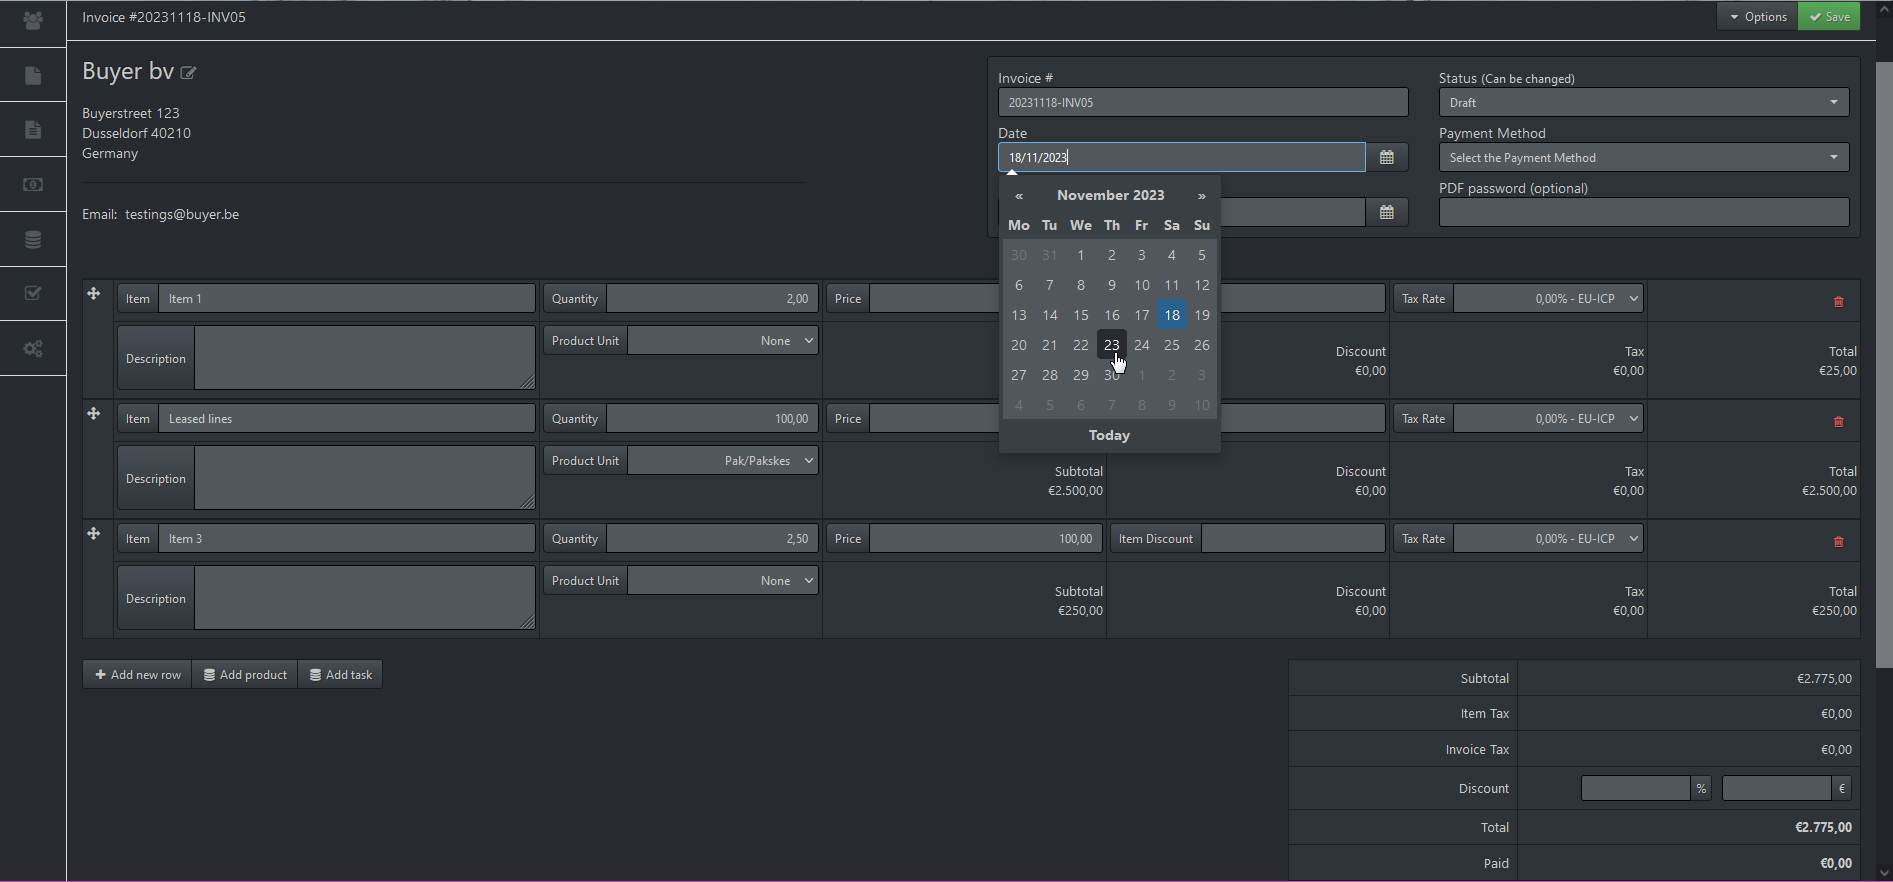 Invoice #20231118-INV05
Options
Save
Buyer bv
Buyerstreet 123
Dusseldorf 40210
Germany
Email: testings@buyer.be
Invoice #
20231118-INV05
Date
18/11/2023
Status (Can be changed)
Draft
Payment Method
Select the Payment Method
PDF password (optional)
« November 2023 »
Mo Tu We Th Fr Sa Su
30 31 1 2 3 4 5
6 7 8 9 10 11 12
13 14 15 16 17 18 19
20 21 22 23 24 25 26
27 28 29 30 1 2 3
4 5 6 7 8 9 10
Today
Item Item 1 Quantity 2,00 Price Tax Rate 0,00% - EU-ICP
Description Product Unit None
Discount Tax Total
€0,00 €0,00 €25,00
Item Leased lines Quantity 100,00 Price Tax Rate 0,00% - EU-ICP
Description Product Unit Pak/Pakskes
Subtotal Discount Tax Total
€2.500,00 €0,00 €0,00 €2.500,00
Item Item 3 Quantity 2,50 Price 100,00 Item Discount Tax Rate 0,00% - EU-ICP
Description Product Unit None
Subtotal Discount Tax Total
€250,00 €0,00 €0,00 €250,00
Add new row Add product Add task
Subtotal €2.775,00
Item Tax €0,00
Invoice Tax €0,00
Discount % €
Total €2.775,00
Paid €0,00